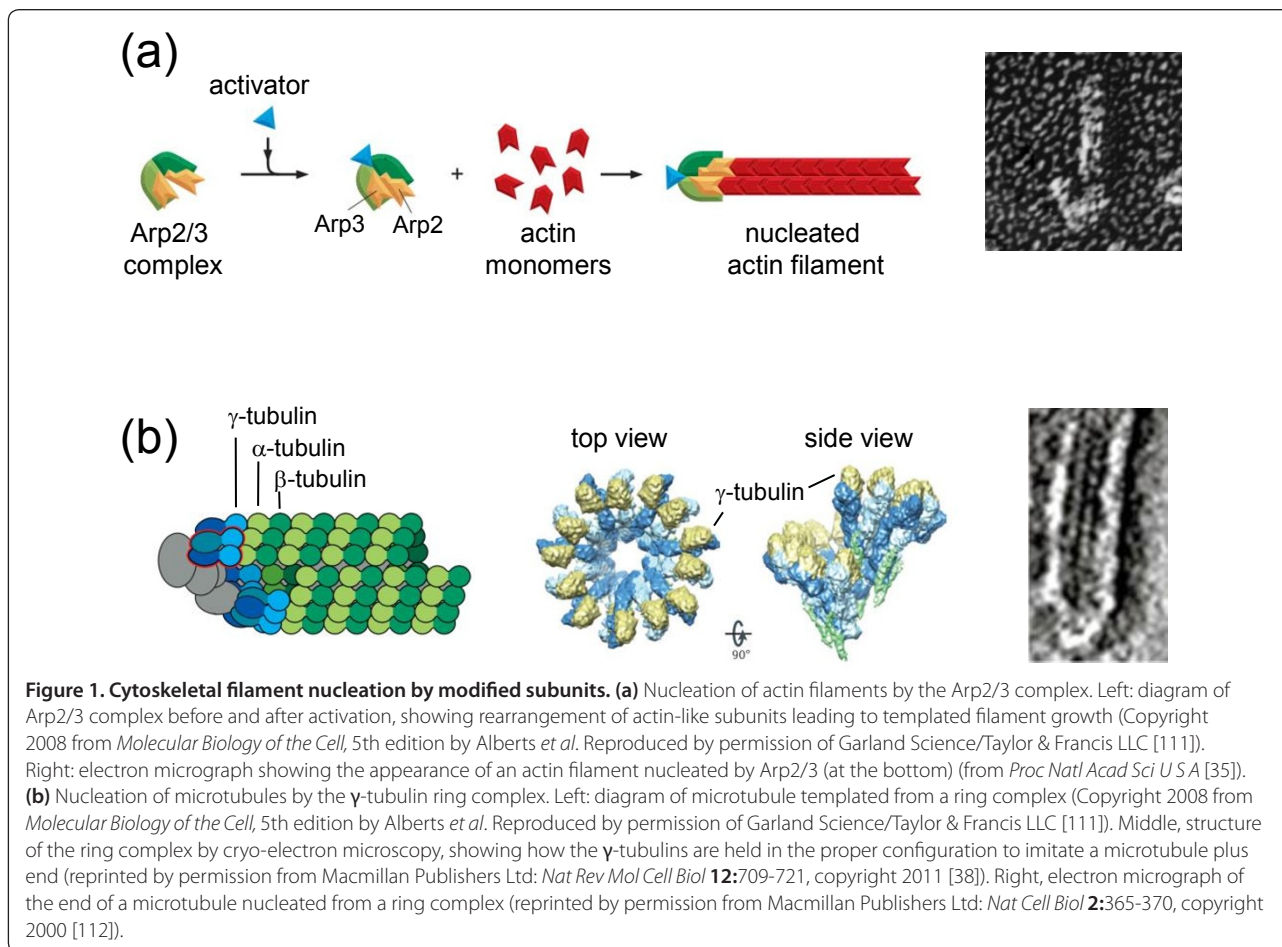 (a)
activator
Arp3
Arp2
+
Arp2/3
complex
actin
monomers
nucleated
actin filament
(b)
γ-tubulin
α-tubulin
β-tubulin
top view
side view
γ-tubulin
90°
Figure 1. Cytoskeletal filament nucleation by modified subunits. (a) Nucleation of actin filaments by the Arp2/3 complex. Left: diagram of
Arp2/3 complex before and after activation, showing rearrangement of actin-like subunits leading to templated filament growth (Copyright
2008 from Molecular Biology of the Cell, 5th edition by Alberts et al. Reproduced by permission of Garland Science/Taylor & Francis LLC [111]).
Right: electron micrograph showing the appearance of an actin filament nucleated by Arp2/3 (at the bottom) (from Proc Natl Acad Sci U S A [35]).
(b) Nucleation of microtubules by the γ-tubulin ring complex. Left: diagram of microtubule templated from a ring complex (Copyright 2008 from
Molecular Biology of the Cell, 5th edition by Alberts et al. Reproduced by permission of Garland Science/Taylor & Francis LLC [111]). Middle, structure
of the ring complex by cryo-electron microscopy, showing how the γ-tubulins are held in the proper configuration to imitate a microtubule plus
end (reprinted by permission from Macmillan Publishers Ltd: Nat Rev Mol Cell Biol 12:709-721, copyright 2011 [38]). Right, electron micrograph of
the end of a microtubule nucleated from a ring complex (reprinted by permission from Macmillan Publishers Ltd: Nat Cell Biol 2:365-370, copyright
2000 [112]).